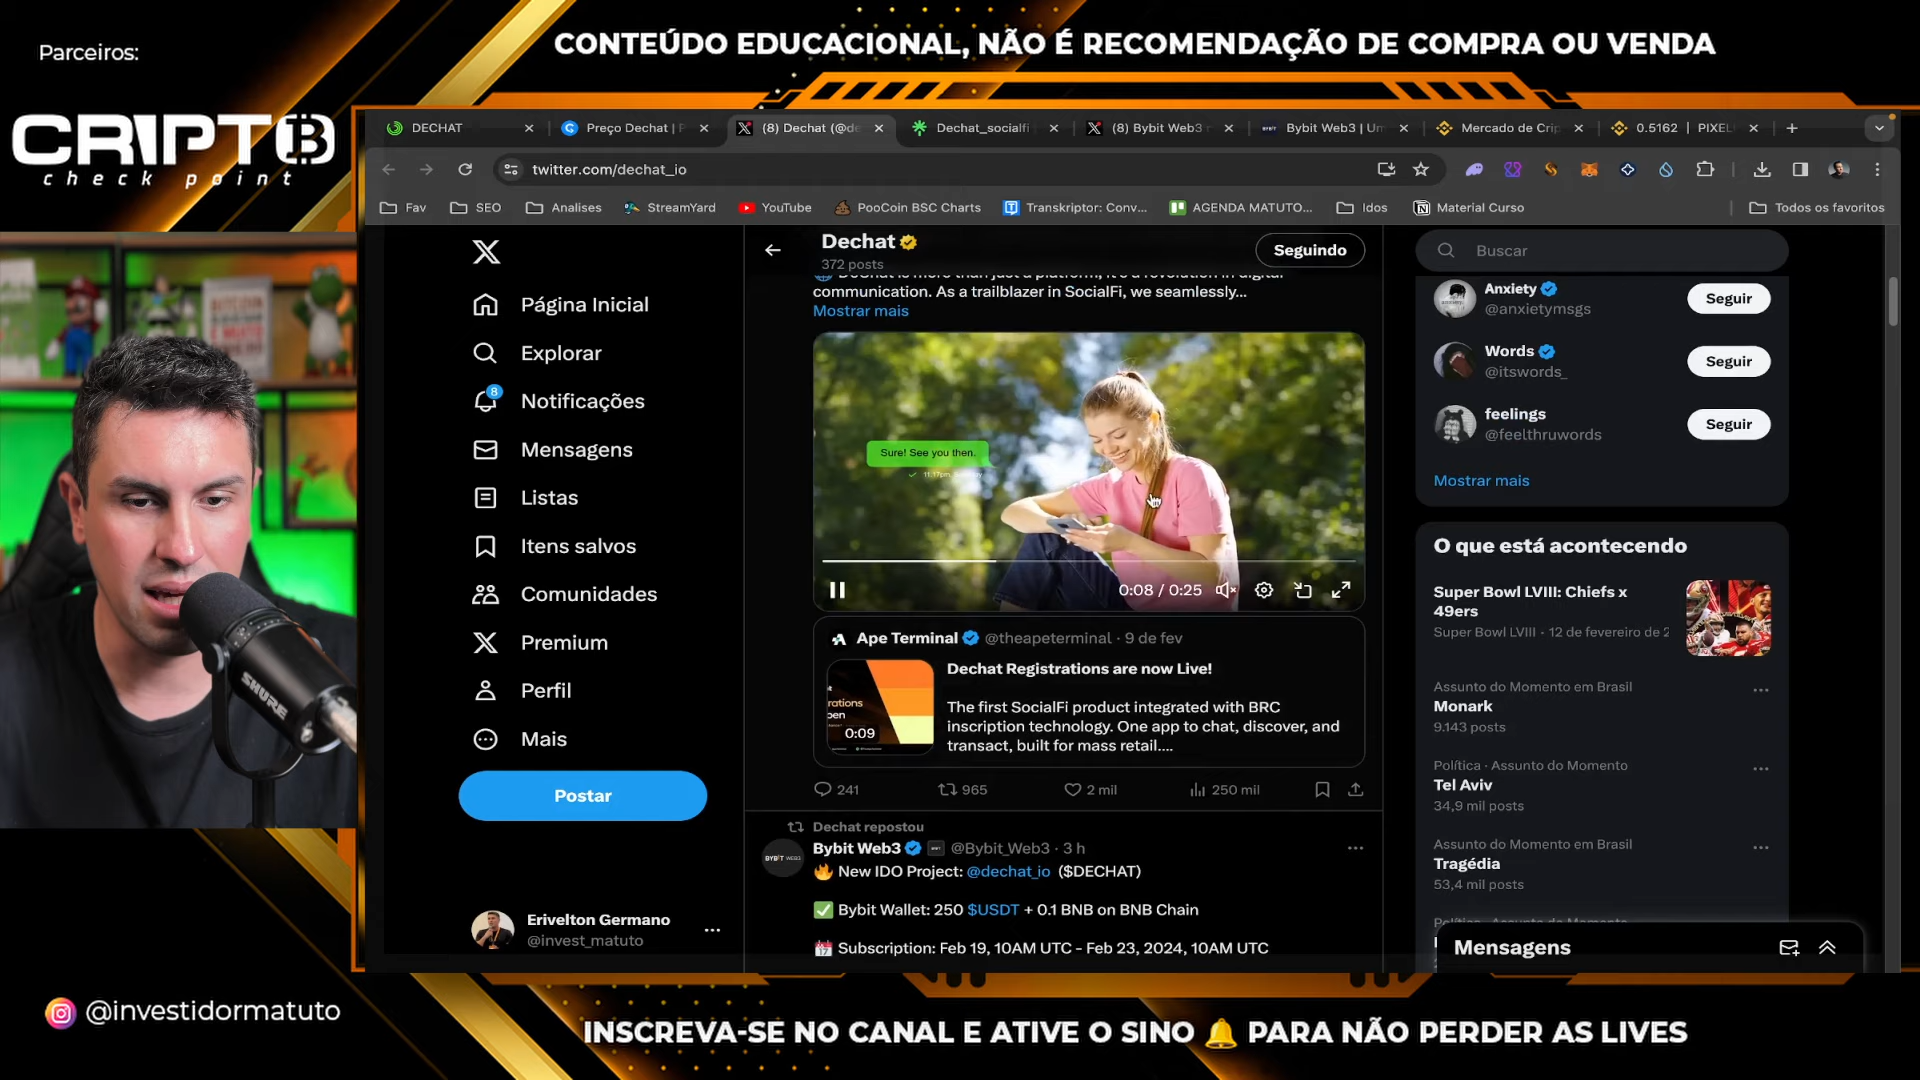 Parceiros:
CONTEÚDO EDUCACIONAL, NÃO É RECOMENDAÇÃO DE COMPRA OU VENDA
CRIPTO
check point
DECHAT
Preço Dechat | P
(8) Dechat (@de
Dechat_socialfi
(8) Bybit Web3
Bybit Web3 | Um
Mercado de Crip
0.5162 | PIXEL
twitter.com/dechat_io
Fav
SEO
Analises
StreamYard
YouTube
PooCoin BSC Charts
Transkriptor: Conv...
AGENDA MATUTO...
Idos
Material Curso
Todos os favoritos
Página Inicial
Explorar
8
Notificações
Mensagens
Listas
Itens salvos
Comunidades
Premium
Perfil
Mais
Postar
Erivelton Germano
@invest_matuto
Dechat
372 posts
Seguindo
DeChat is more than just a platform, it's a revolution in digital
communication. As a trailblazer in SocialFi, we seamlessly...
Mostrar mais
Sure! See you then.
0:08 / 0:25
Ape Terminal @theapeterminal · 9 de fev
Dechat Registrations are now Live!
The first SocialFi product integrated with BRC
inscription technology. One app to chat, discover, and
transact, built for mass retail....
0:09
241
965
2 mil
250 mil
Dechat repostou
Bybit Web3 @Bybit_Web3 · 3 h
🔥 New IDO Project: @dechat_io ($DECHAT)
✅ Bybit Wallet: 250 $USDT + 0.1 BNB on BNB Chain
📅 Subscription: Feb 19, 10AM UTC - Feb 23, 2024, 10AM UTC
Buscar
Anxiety
@anxietymsgs
Seguir
Words
@itswords_
Seguir
feelings
@feelthruwords
Seguir
Mostrar mais
O que está acontecendo
Super Bowl LVIII: Chiefs x
49ers
Super Bowl LVIII · 12 de fevereiro de 2
Assunto do Momento em Brasil
Monark
9.143 posts
Política · Assunto do Momento
Tel Aviv
34,9 mil posts
Assunto do Momento em Brasil
Tragédia
53,4 mil posts
Mensagens
SHURE
@investidormatuto
INSCREVA-SE NO CANAL E ATIVE O SINO 🔔 PARA NÃO PERDER AS LIVES